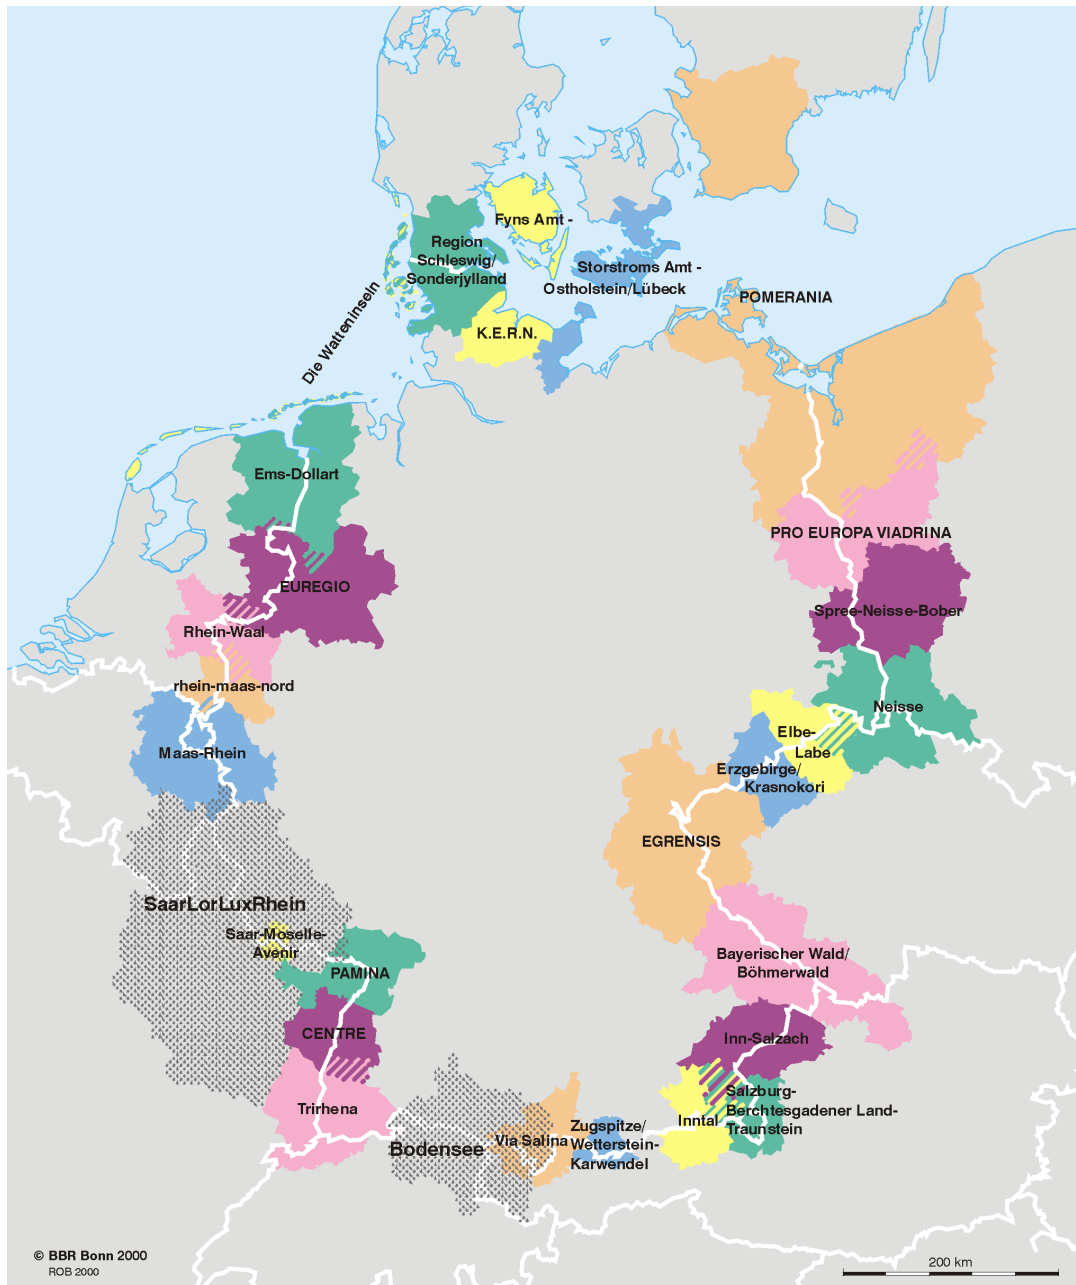 Fyns Amt -
Region
Schleswig/
Sonderjylland
Storstroms Amt -
Ostholstein/Lübeck
POMERANIA
Die Watteninseln
K.E.R.N.
Ems-Dollart
PRO EUROPA VIADRINA
EUREGIO
Spree-Neisse-Bober
Rhein-Waal
rhein-maas-nord
Neisse
Maas-Rhein
Elbe-
Labe
Erzgebirge/
Krasnokori
EGRENSIS
SaarLorLuxRhein
Saar-Moselle-
Avenir
PAMINA
Bayerischer Wald/
Böhmerwald
CENTRE
Inn-Salzach
Trirhena
Salzburg-
Berchtesgadener Land-
Traunstein
Inntal
Bodensee
Via Salina
Zugspitze/
Wetterstein-
Karwendel
© BBR Bonn 2000
ROB 2000
200 km